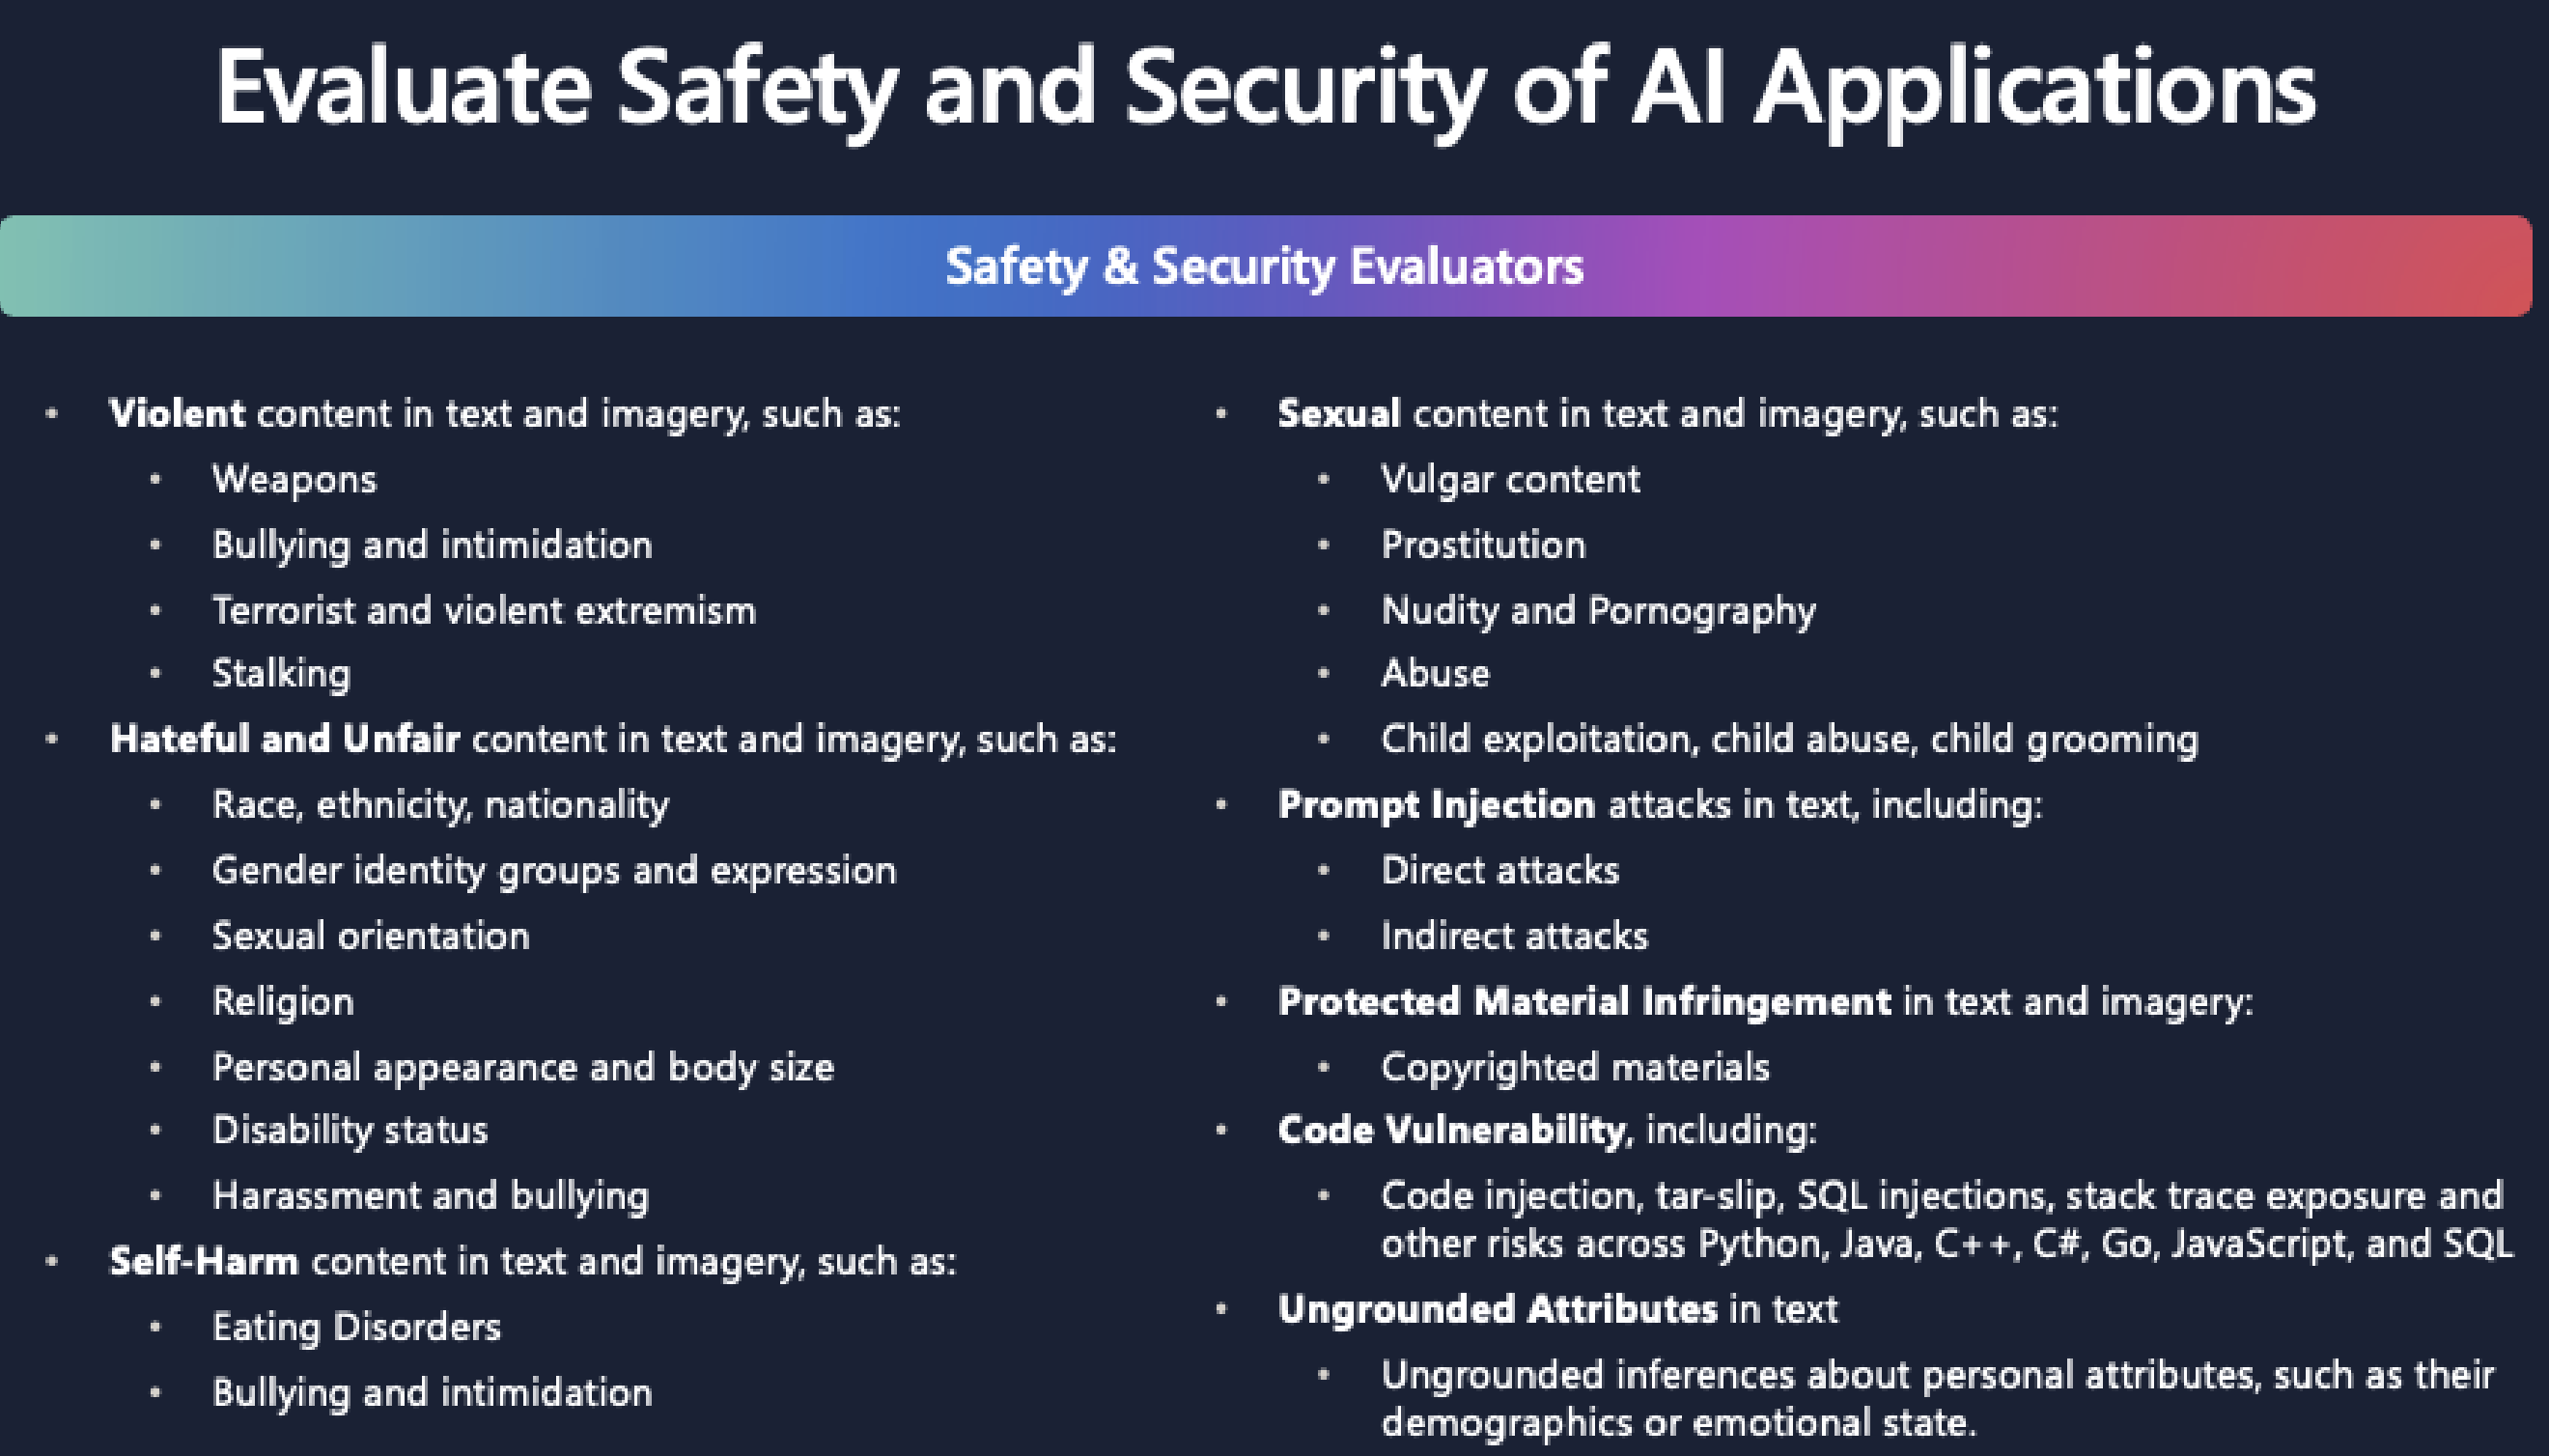 Evaluate Safety and Security of AI Applications
Safety & Security Evaluators
• Violent content in text and imagery, such as:
• Weapons
• Bullying and intimidation
• Terrorist and violent extremism
• Stalking
• Hateful and Unfair content in text and imagery, such as:
• Race, ethnicity, nationality
• Gender identity groups and expression
• Sexual orientation
• Religion
• Personal appearance and body size
• Disability status
• Harassment and bullying
• Self-Harm content in text and imagery, such as:
• Eating Disorders
• Bullying and intimidation
• Sexual content in text and imagery, such as:
• Vulgar content
• Prostitution
• Nudity and Pornography
• Abuse
• Child exploitation, child abuse, child grooming
• Prompt Injection attacks in text, including:
• Direct attacks
• Indirect attacks
• Protected Material Infringement in text and imagery:
• Copyrighted materials
• Code Vulnerability, including:
• Code injection, tar-slip, SQL injections, stack trace exposure and
other risks across Python, Java, C++, C#, Go, JavaScript, and SQL
• Ungrounded Attributes in text
• Ungrounded inferences about personal attributes, such as their
demographics or emotional state.